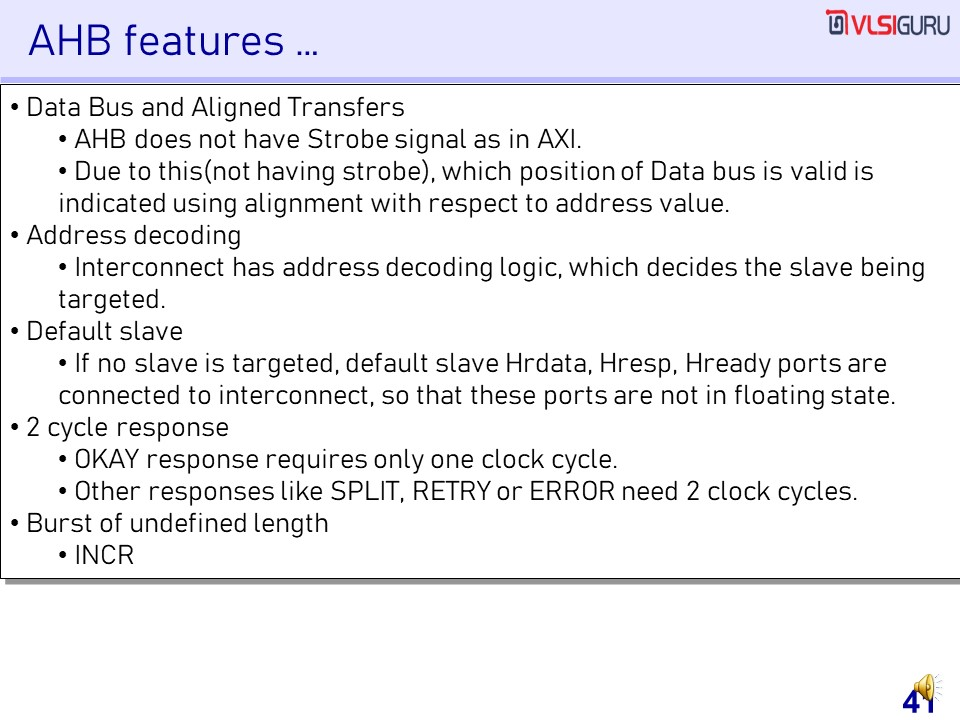 AHB features ...
VLSIGURU
• Data Bus and Aligned Transfers
• AHB does not have Strobe signal as in AXI.
• Due to this(not having strobe), which position of Data bus is valid is
indicated using alignment with respect to address value.
• Address decoding
• Interconnect has address decoding logic, which decides the slave being
targeted.
• Default slave
• If no slave is targeted, default slave Hrdata, Hresp, Hready ports are
connected to interconnect, so that these ports are not in floating state.
• 2 cycle response
• OKAY response requires only one clock cycle.
• Other responses like SPLIT, RETRY or ERROR need 2 clock cycles.
• Burst of undefined length
• INCR
41